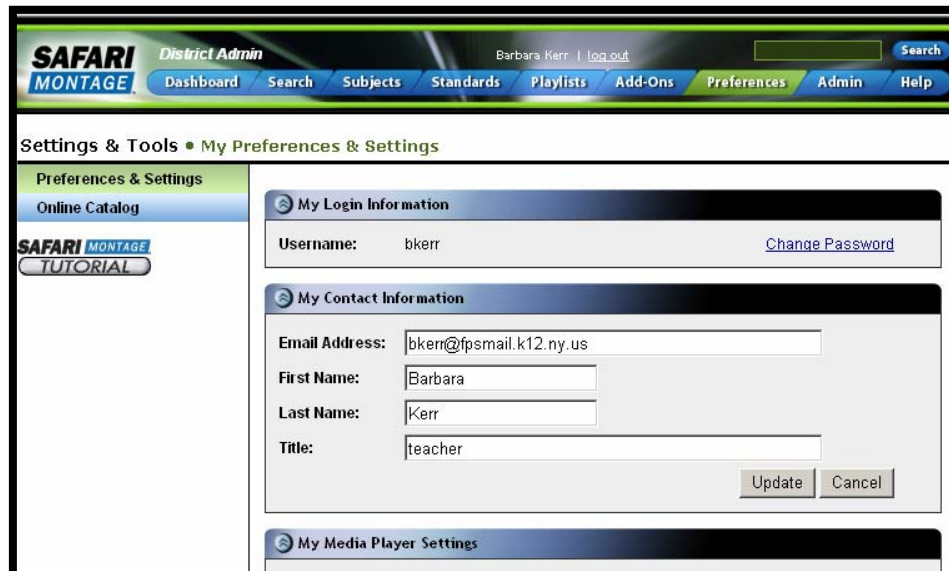 SAFARI MONTAGE District Admin Barbara Kerr | log out Search
Dashboard Search Subjects Standards Playlists Add-Ons Preferences Admin Help
Settings & Tools • My Preferences & Settings
Preferences & Settings
Online Catalog
SAFARI MONTAGE
TUTORIAL
My Login Information
Username: bkerr Change Password
My Contact Information
Email Address: bkerr@fpsmail.k12.ny.us
First Name: Barbara
Last Name: Kerr
Title: teacher
Update Cancel
My Media Player Settings